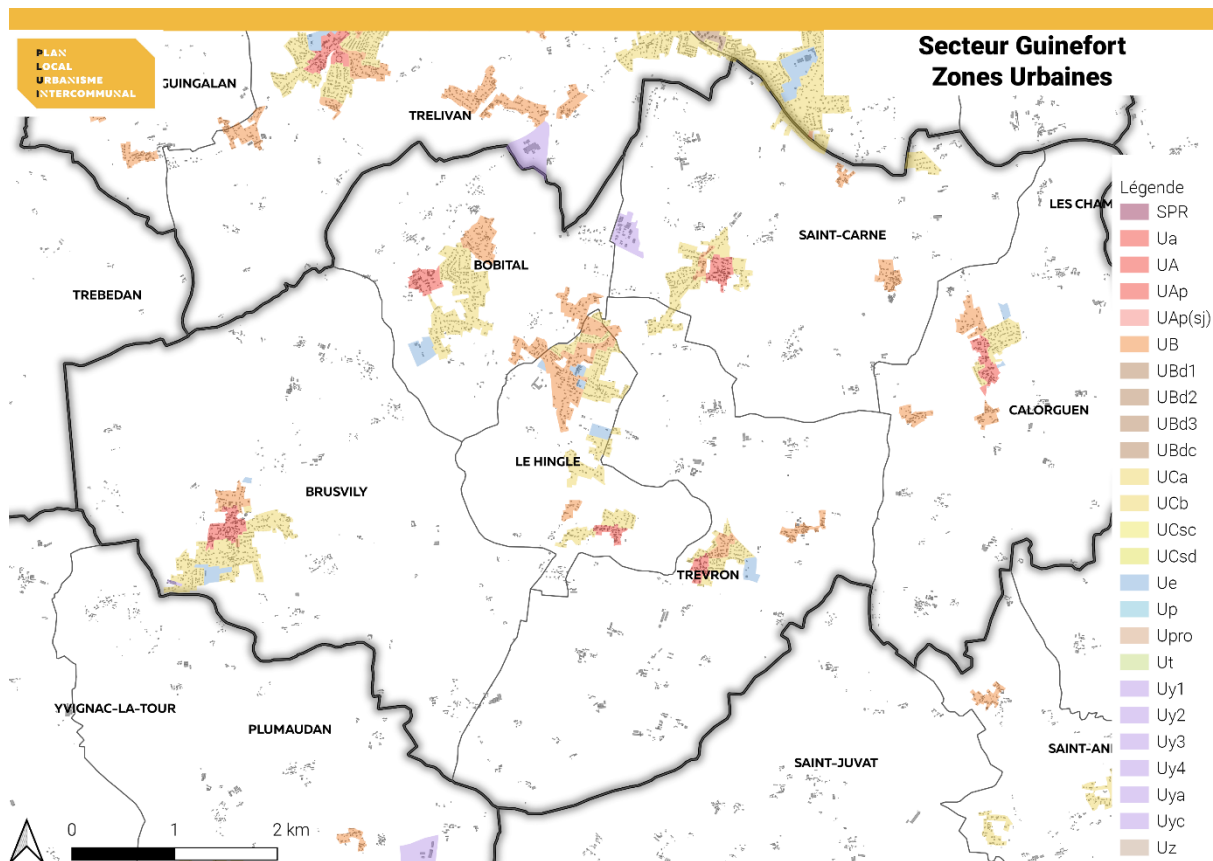 PLAN
LOCAL
URBANISME
INTERCOMMUNAL
Secteur Guinefort
Zones Urbaines
GUINGALAN
TRELIVAN
LES CHAM
SAINT-CARNE
BOBITAL
TREBEDAN
CALORGUEN
LE HINGLE
BRUSVILY
TREVRON
YVIGNAC-LA-TOUR
PLUMAUDAN
SAINT-JUVAT
SAINT-AN
Légende
SPR
Ua
UA
UAp
UAp(sj)
UB
UBd1
UBd2
UBd3
UBdc
UCa
UCb
UCsc
UCsd
Ue
Up
Upro
Ut
Uy1
Uy2
Uy3
Uy4
Uya
Uyc
Uz
0 1 2 km